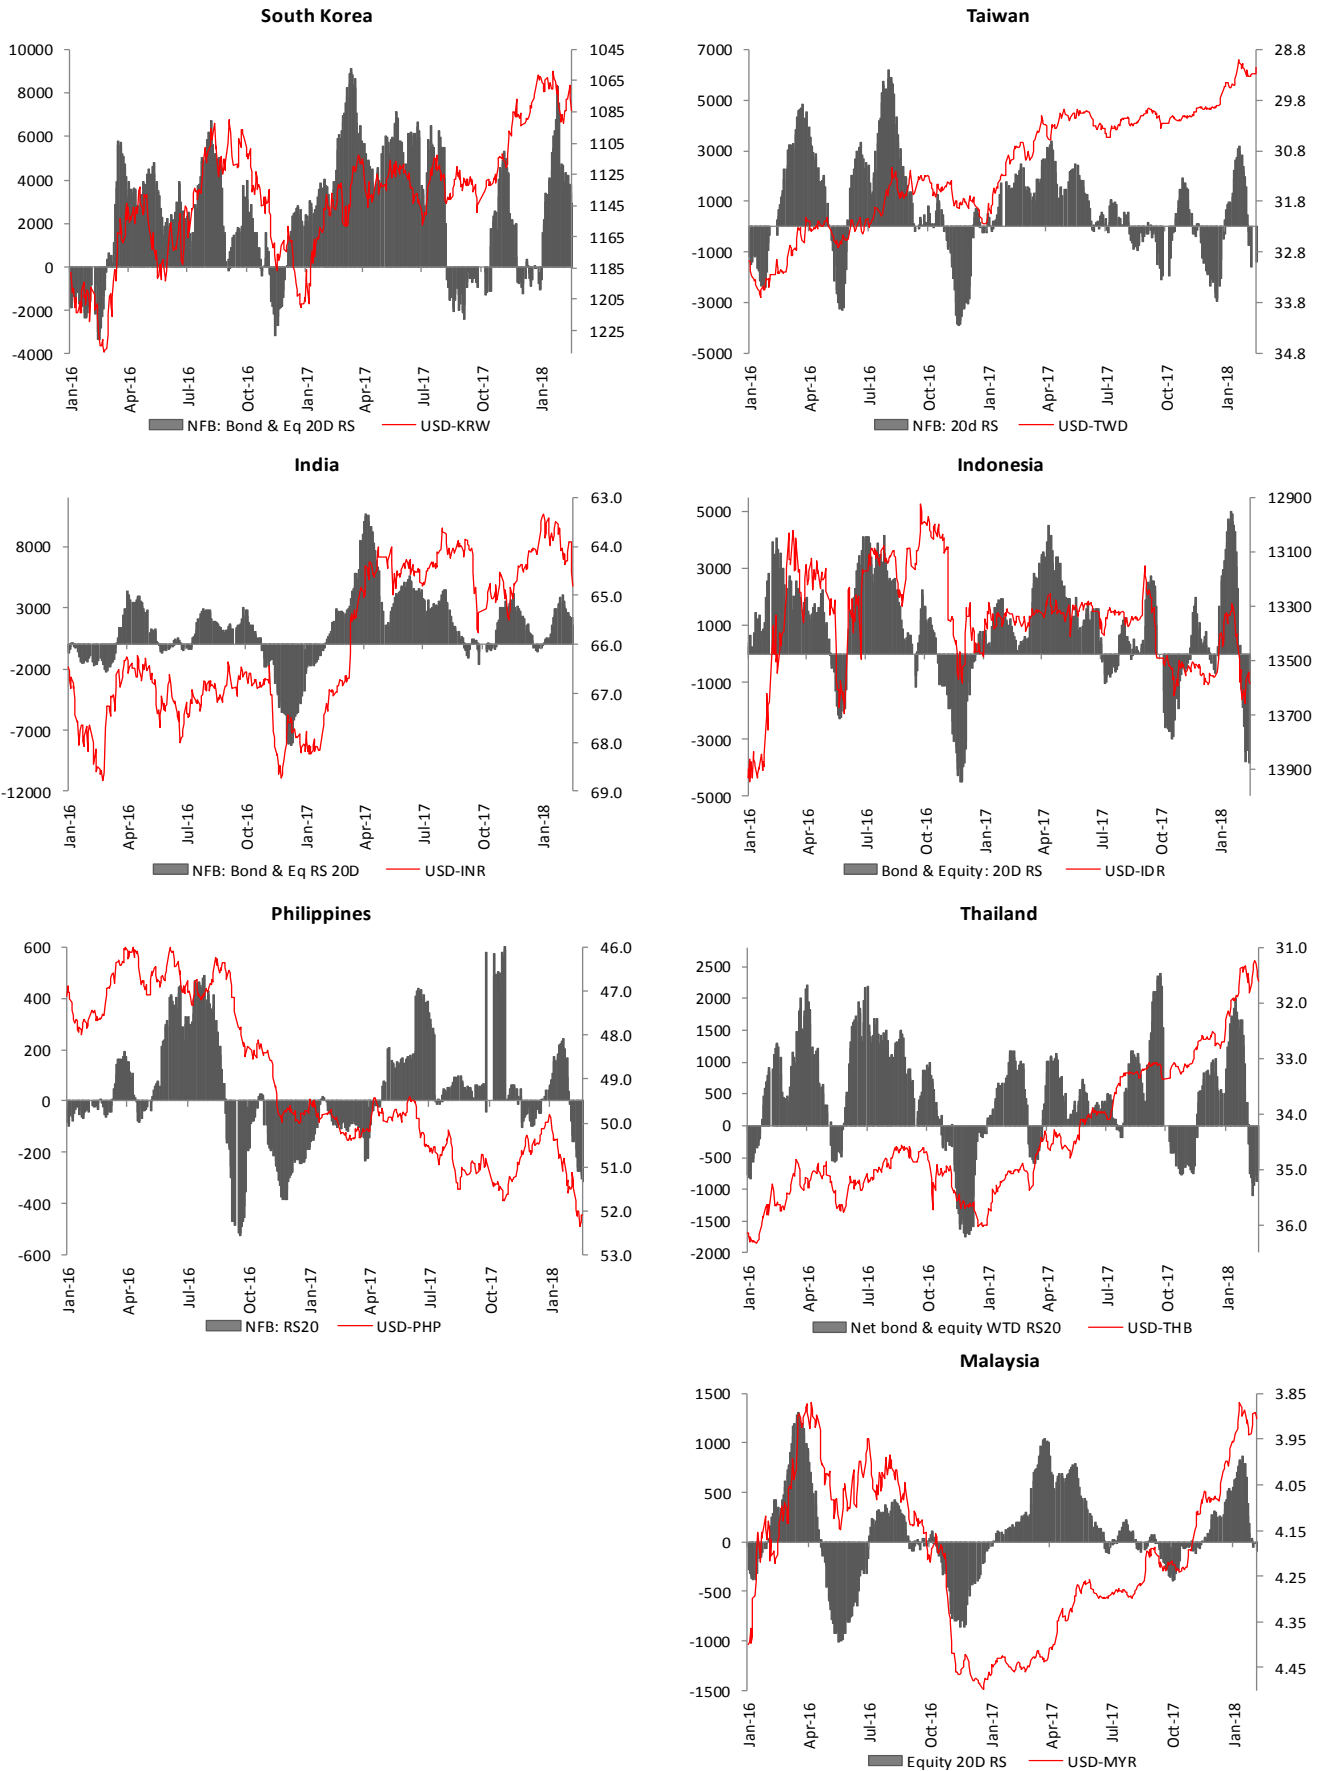 South Korea
10000
8000
6000
4000
2000
0
-2000
-4000
1045
1065
1085
1105
1125
1145
1165
1185
1205
1225
Jan-16
Apr-16
Jul-16
Oct-16
Jan-17
Apr-17
Jul-17
Oct-17
Jan-18
NFB: Bond & Eq 20D RS
USD-KRW
Taiwan
7000
5000
3000
1000
-1000
-3000
-5000
28.8
29.8
30.8
31.8
32.8
33.8
34.8
Jan-16
Apr-16
Jul-16
Oct-16
Jan-17
Apr-17
Jul-17
Oct-17
Jan-18
NFB: 20d RS
USD-TWD
India
8000
3000
-2000
-7000
-12000
63.0
64.0
65.0
66.0
67.0
68.0
69.0
Jan-16
Apr-16
Jul-16
Oct-16
Jan-17
Apr-17
Jul-17
Oct-17
Jan-18
NFB: Bond & Eq RS 20D
USD-INR
Indonesia
5000
3000
1000
-1000
-3000
-5000
12900
13100
13300
13500
13700
13900
Jan-16
Apr-16
Jul-16
Oct-16
Jan-17
Apr-17
Jul-17
Oct-17
Jan-18
Bond & Equity: 20D RS
USD-IDR
Philippines
600
400
200
0
-200
-400
-600
46.0
47.0
48.0
49.0
50.0
51.0
52.0
53.0
Jan-16
Apr-16
Jul-16
Oct-16
Jan-17
Apr-17
Jul-17
Oct-17
Jan-18
NFB: RS20
USD-PHP
Thailand
2500
2000
1500
1000
500
0
-500
-1000
-1500
-2000
31.0
32.0
33.0
34.0
35.0
36.0
Jan-16
Apr-16
Jul-16
Oct-16
Jan-17
Apr-17
Jul-17
Oct-17
Jan-18
Net bond & equity WTD RS20
USD-THB
Malaysia
1500
1000
500
0
-500
-1000
-1500
3.85
3.95
4.05
4.15
4.25
4.35
4.45
Jan-16
Apr-16
Jul-16
Oct-16
Jan-17
Apr-17
Jul-17
Oct-17
Jan-18
Equity 20D RS
USD-MYR